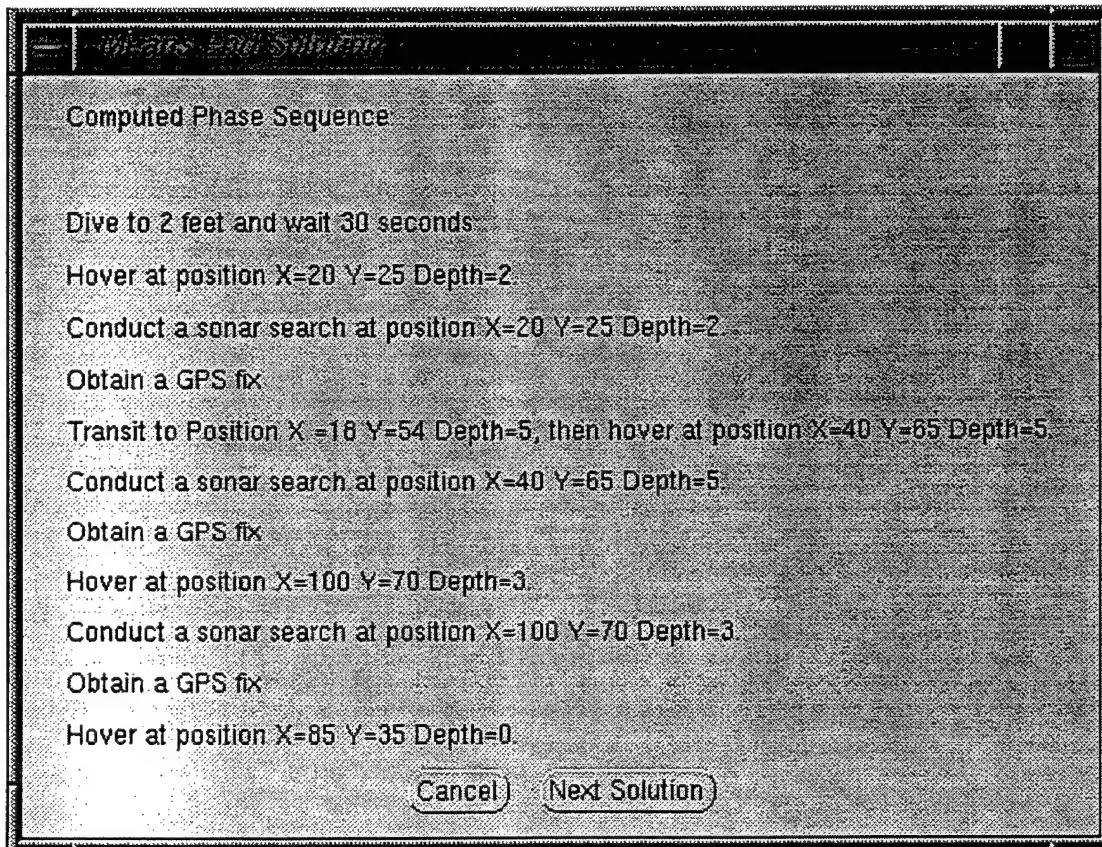 Computed Phase Sequence:
Dive to 2 feet and wait 30 seconds.
Hover at position X=20 Y=25 Depth=2.
Conduct a sonar search at position X=20 Y=25 Depth=2.
Obtain a GPS fix
Transit to Position X =18 Y=54 Depth=5, then hover at position X=40 Y=65 Depth=5.
Conduct a sonar search at position X=40 Y=65 Depth=5.
Obtain a GPS fix
Hover at position X=100 Y=70 Depth=3.
Conduct a sonar search at position X=100 Y=70 Depth=3.
Obtain a GPS fix
Hover at position X=85 Y=35 Depth=0.
Cancel Next Solution